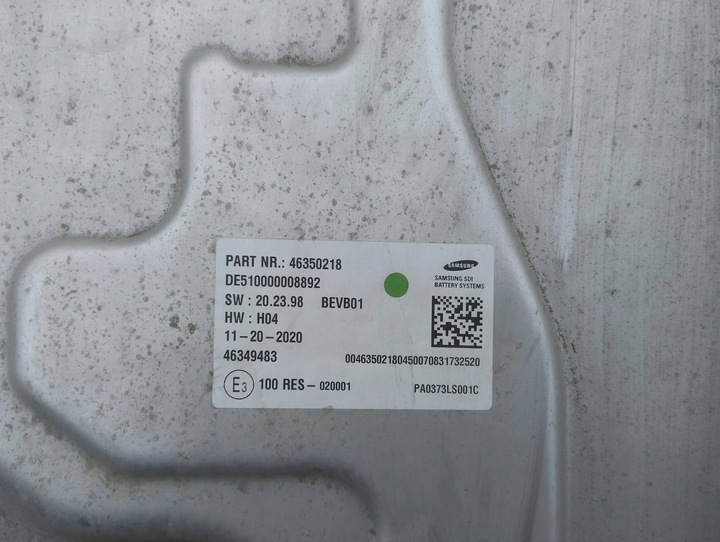 PART NR.: 46350218
DE510000008892
SW : 20.23.98 BEVB01
HW : H04
11-20-2020
46349483
SAMSUNG
SAMSUNG SDI
BATTERY SYSTEMS
00463502180450070831732520
E3 100 RES- 020001
PA0373LS001C